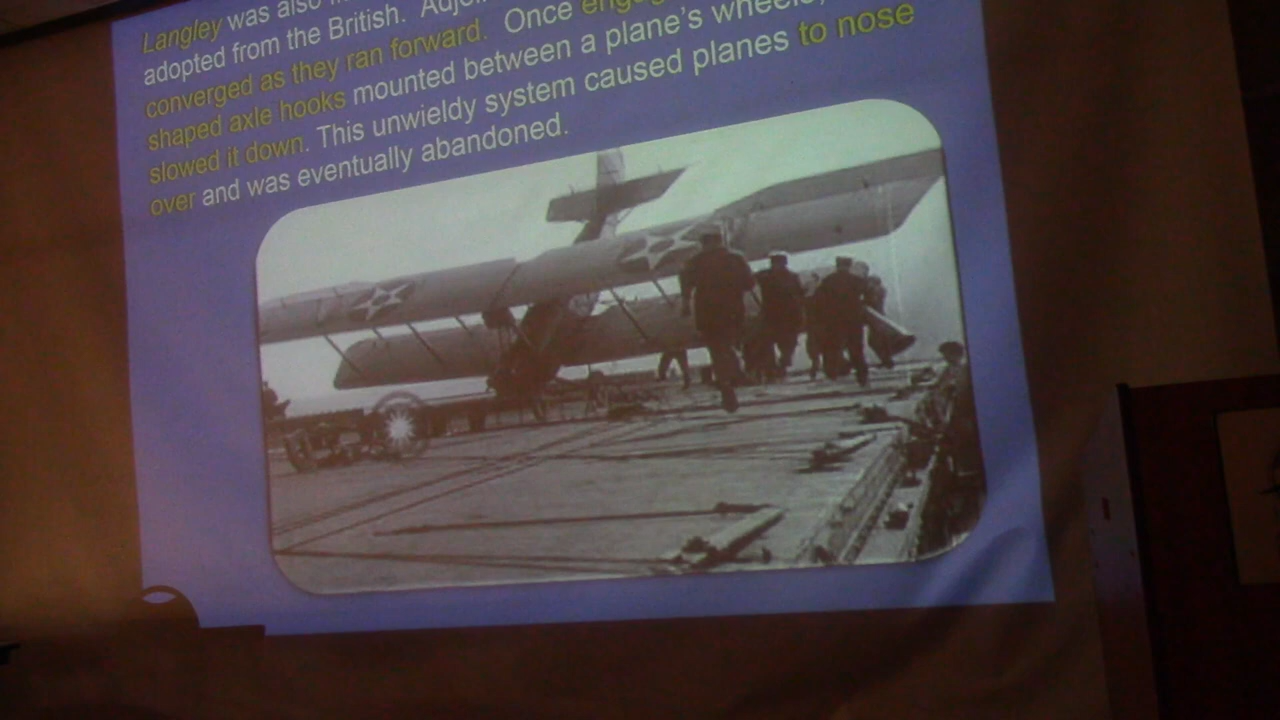 Langley was also
adopted from the British. Adjoi
converged as they ran forward. Once
shaped axle hooks mounted between a plane's wheels,
slowed it down. This unwieldy system caused planes to nose
over and was eventually abandoned.